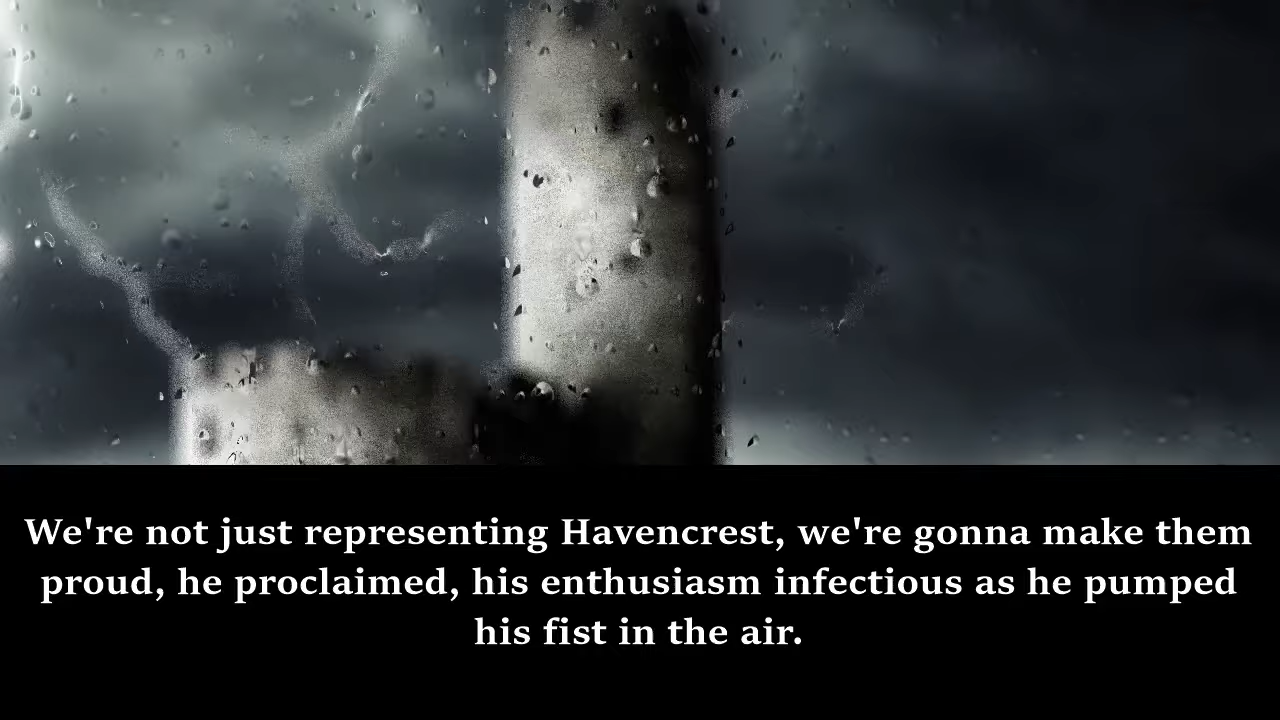 We're not just representing Havencrest, we're gonna make them
proud, he proclaimed, his enthusiasm infectious as he pumped
his fist in the air.